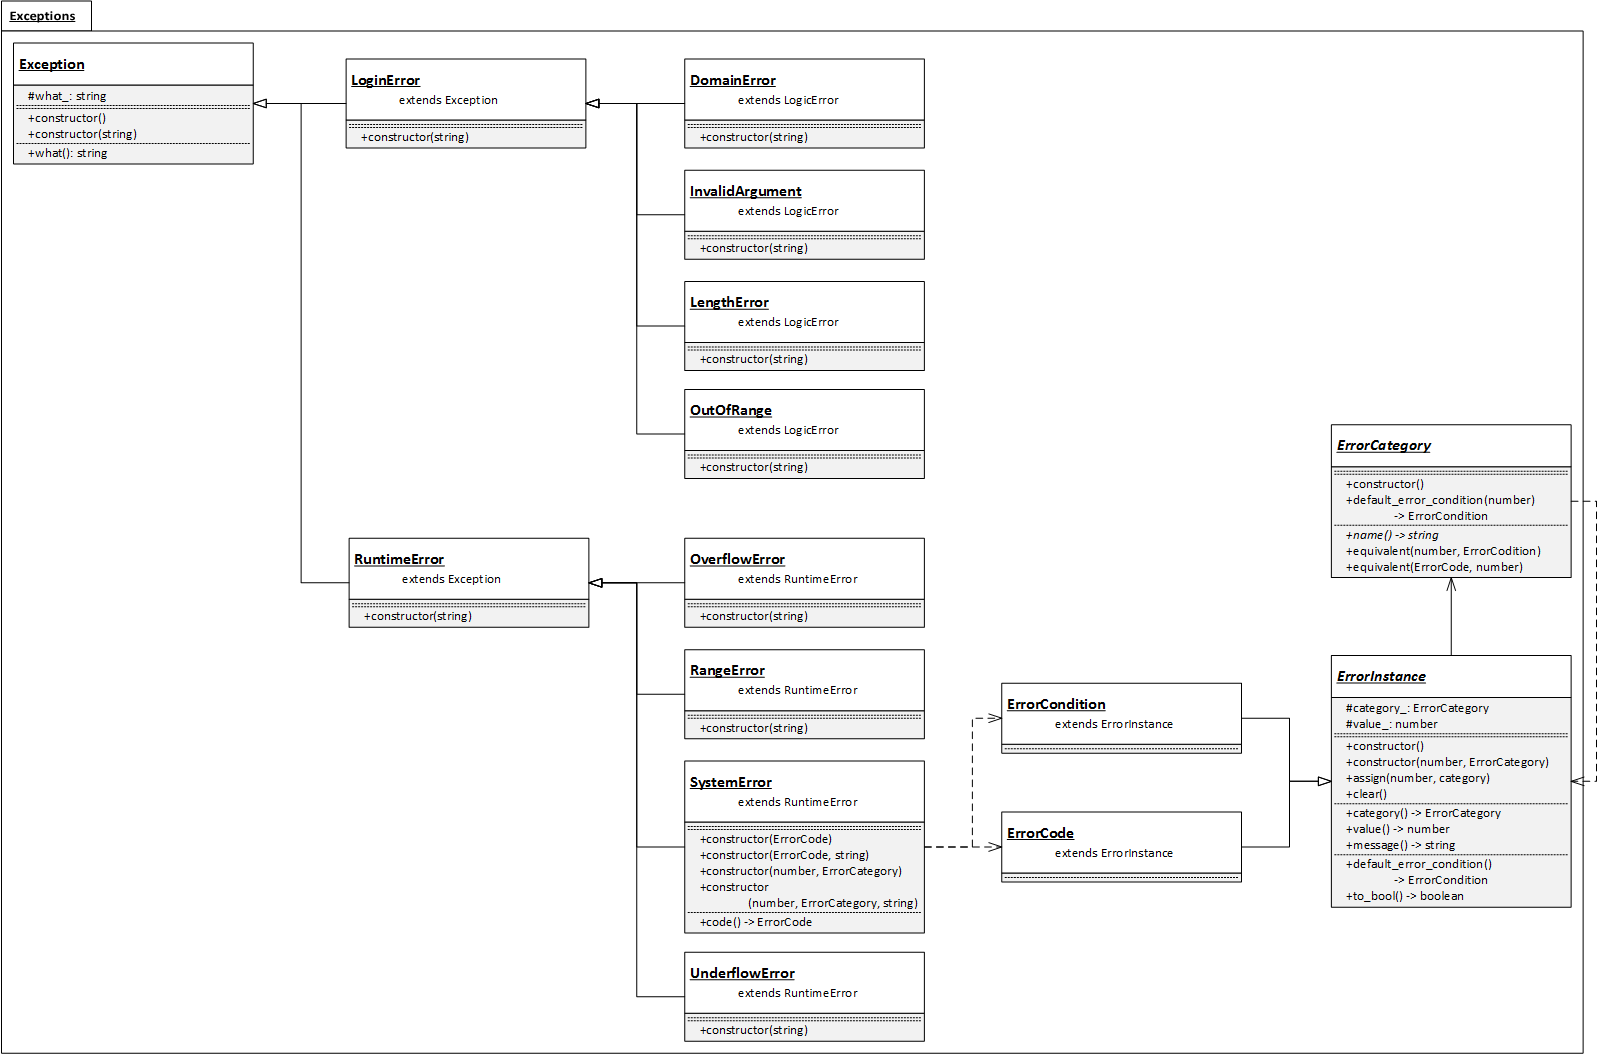 Exceptions
Exception
#what_: string
+constructor()
+constructor(string)
+what(): string
LoginError
extends Exception
+constructor(string)
DomainError
extends LogicError
+constructor(string)
InvalidArgument
extends LogicError
+constructor(string)
LengthError
extends LogicError
+constructor(string)
OutOfRange
extends LogicError
+constructor(string)
RuntimeError
extends Exception
+constructor(string)
OverflowError
extends RuntimeError
+constructor(string)
RangeError
extends RuntimeError
+constructor(string)
SystemError
extends RuntimeError
+constructor(ErrorCode)
+constructor(ErrorCode, string)
+constructor(number, ErrorCategory)
+constructor
(number, ErrorCategory, string)
+code() -> ErrorCode
UnderflowError
extends RuntimeError
+constructor(string)
ErrorCondition
extends ErrorInstance
ErrorCode
extends ErrorInstance
ErrorCategory
+constructor()
+default_error_condition(number)
-> ErrorCondition
+name() -> string
+equivalent(number, ErrorCodition)
+equivalent(ErrorCode, number)
ErrorInstance
#category_: ErrorCategory
#value_: number
+constructor()
+constructor(number, ErrorCategory)
+assign(number, category)
+clear()
+category() -> ErrorCategory
+value() -> number
+message() -> string
+default_error_condition()
-> ErrorCondition
+to_bool() -> boolean